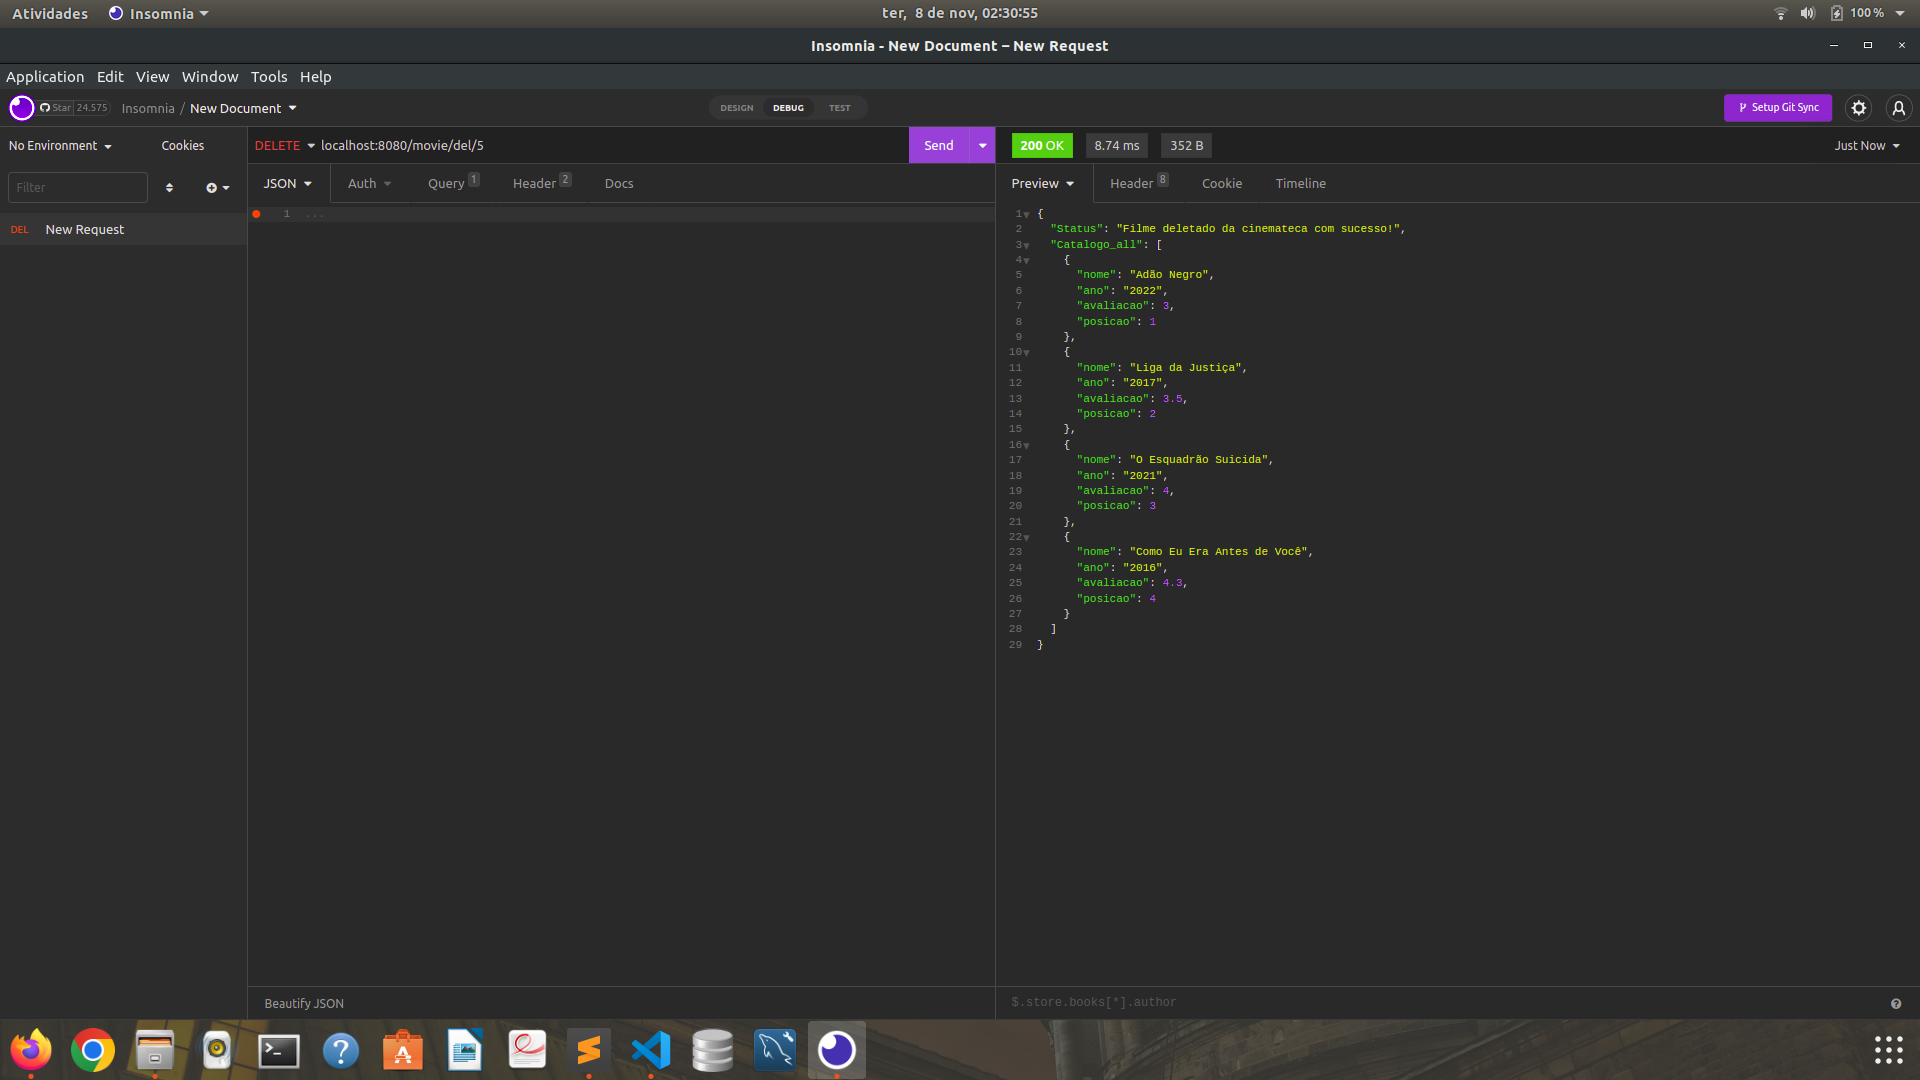 Atividades
Insomnia
ter, 8 de nov, 02:30:55
100 %
Insomnia - New Document – New Request
Application Edit View Window Tools Help
Star 24.575
Insomnia / New Document
DESIGN DEBUG TEST
Setup Git Sync
No Environment
Cookies
DELETE localhost:8080/movie/del/5
Send
200 OK
8.74 ms
352 B
Just Now
Filter
JSON Auth Query 1 Header 2 Docs
Preview Header 8 Cookie Timeline
DEL New Request
1 ...
1 {
2 "Status": "Filme deletado da cinemateca com sucesso!",
3 "Catalogo_all": [
4 {
5 "nome": "Adão Negro",
6 "ano": "2022",
7 "avaliacao": 3,
8 "posicao": 1
9 },
10 {
11 "nome": "Liga da Justiça",
12 "ano": "2017",
13 "avaliacao": 3.5,
14 "posicao": 2
15 },
16 {
17 "nome": "O Esquadrão Suicida",
18 "ano": "2021",
19 "avaliacao": 4,
20 "posicao": 3
21 },
22 {
23 "nome": "Como Eu Era Antes de Você",
24 "ano": "2016",
25 "avaliacao": 4.3,
26 "posicao": 4
27 }
28 ]
29 }
Beautify JSON
$.store.books[*].author